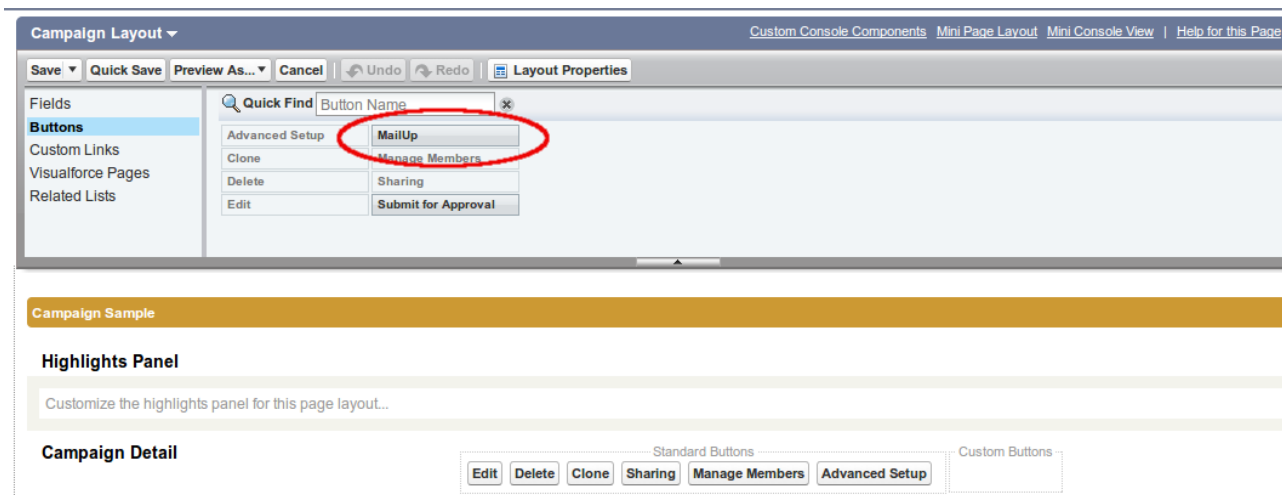 Campaign Layout Custom Console Components Mini Page Layout Mini Console View | Help for this Page
Save Quick Save Preview As... Cancel Undo Redo Layout Properties
Fields
Buttons
Custom Links
Visualforce Pages
Related Lists
Quick Find Button Name
Advanced Setup MailUp
Clone Manage Members
Delete Sharing
Edit Submit for Approval
Campaign Sample
Highlights Panel
Customize the highlights panel for this page layout...
Campaign Detail
Standard Buttons
Edit Delete Clone Sharing Manage Members Advanced Setup
Custom Buttons